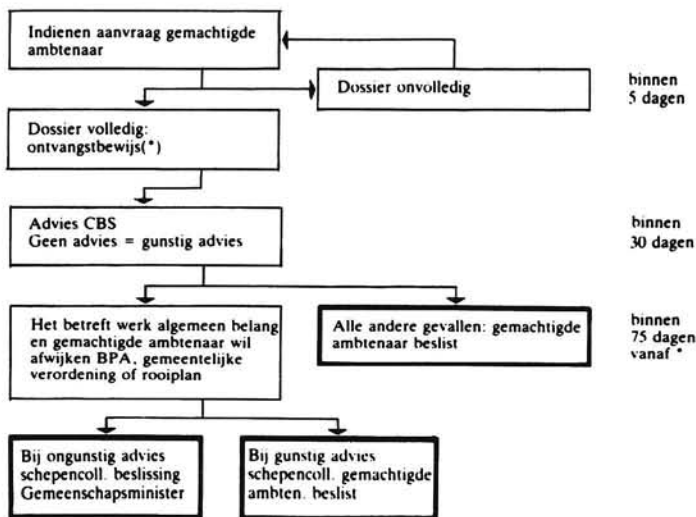 Indienen aanvraag gemachtigde
ambtenaar
Dossier onvolledig
binnen
5 dagen
Dossier volledig:
ontvangstbewijs(*)
Advies CBS
Geen advies = gunstig advies
binnen
30 dagen
Het betreft werk algemeen belang
en gemachtigde ambtenaar wil
afwijken BPA, gemeentelijke
verordening of rooiplan
Alle andere gevallen: gemachtigde
ambtenaar beslist
binnen
75 dagen
vanaf *
Bij ongunstig advies
schepencoll. beslissing
Gemeenschapsminister
Bij gunstig advies
schepencoll. gemachtigde
ambten. beslist